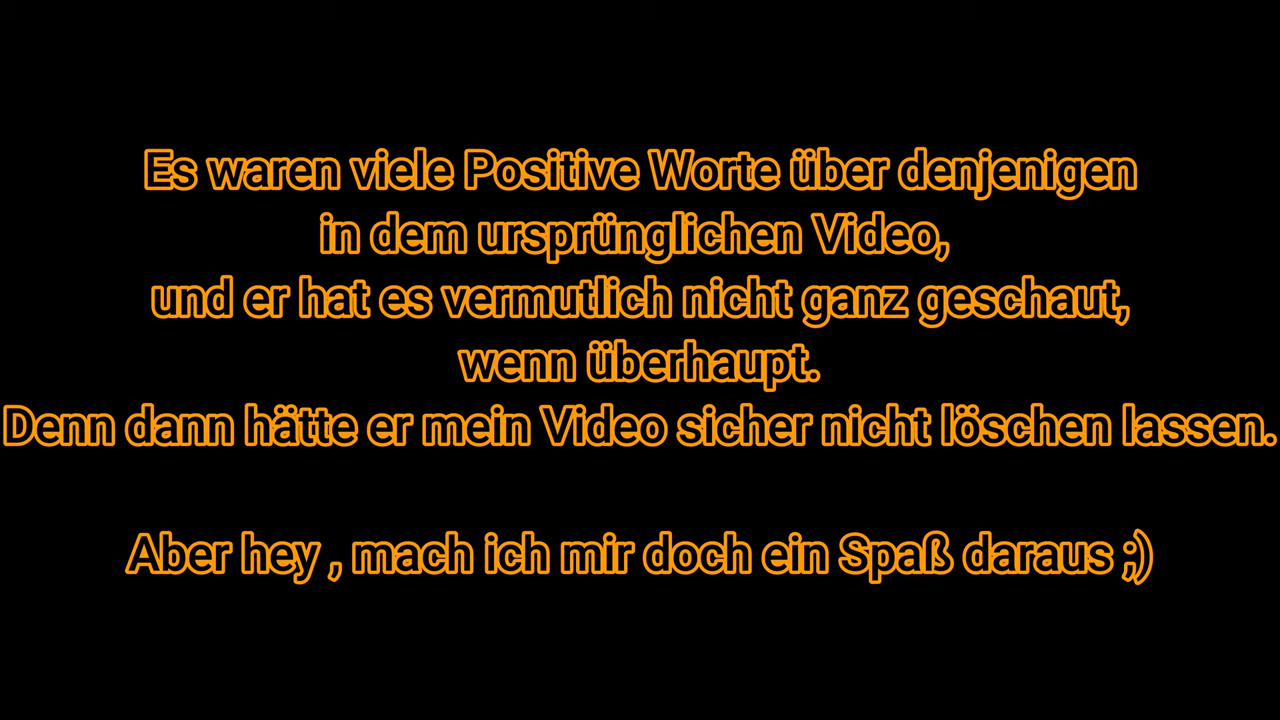 Es waren viele Positive Worte über denjenigen
in dem ursprünglichen Video,
und er hat es vermutlich nicht ganz geschaut,
wenn überhaupt.
Denn dann hätte er mein Video sicher nicht löschen lassen.
Aber hey , mach ich mir doch ein Spaß daraus ;)